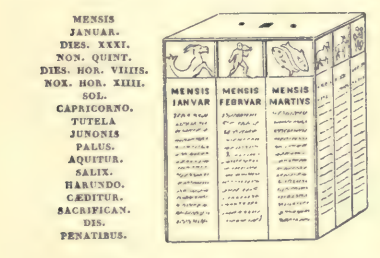 MENSIS
JANUAR.
DIES. XXXI.
NON. QUINT.
DIES. HOR. VIIIIS.
NOX. HOR. XIIII.
SOL.
CAPRICORNO.
TUTELA
JUNONIS
PALUS.
AQUITUR.
SALIX.
HARUNDO.
CÆDITUR.
SACRIFICAN.
DIS.
PENATIBUS.
MENSIS MENSIS MENSIS
IANVAR FEBRVAR MARTIVS